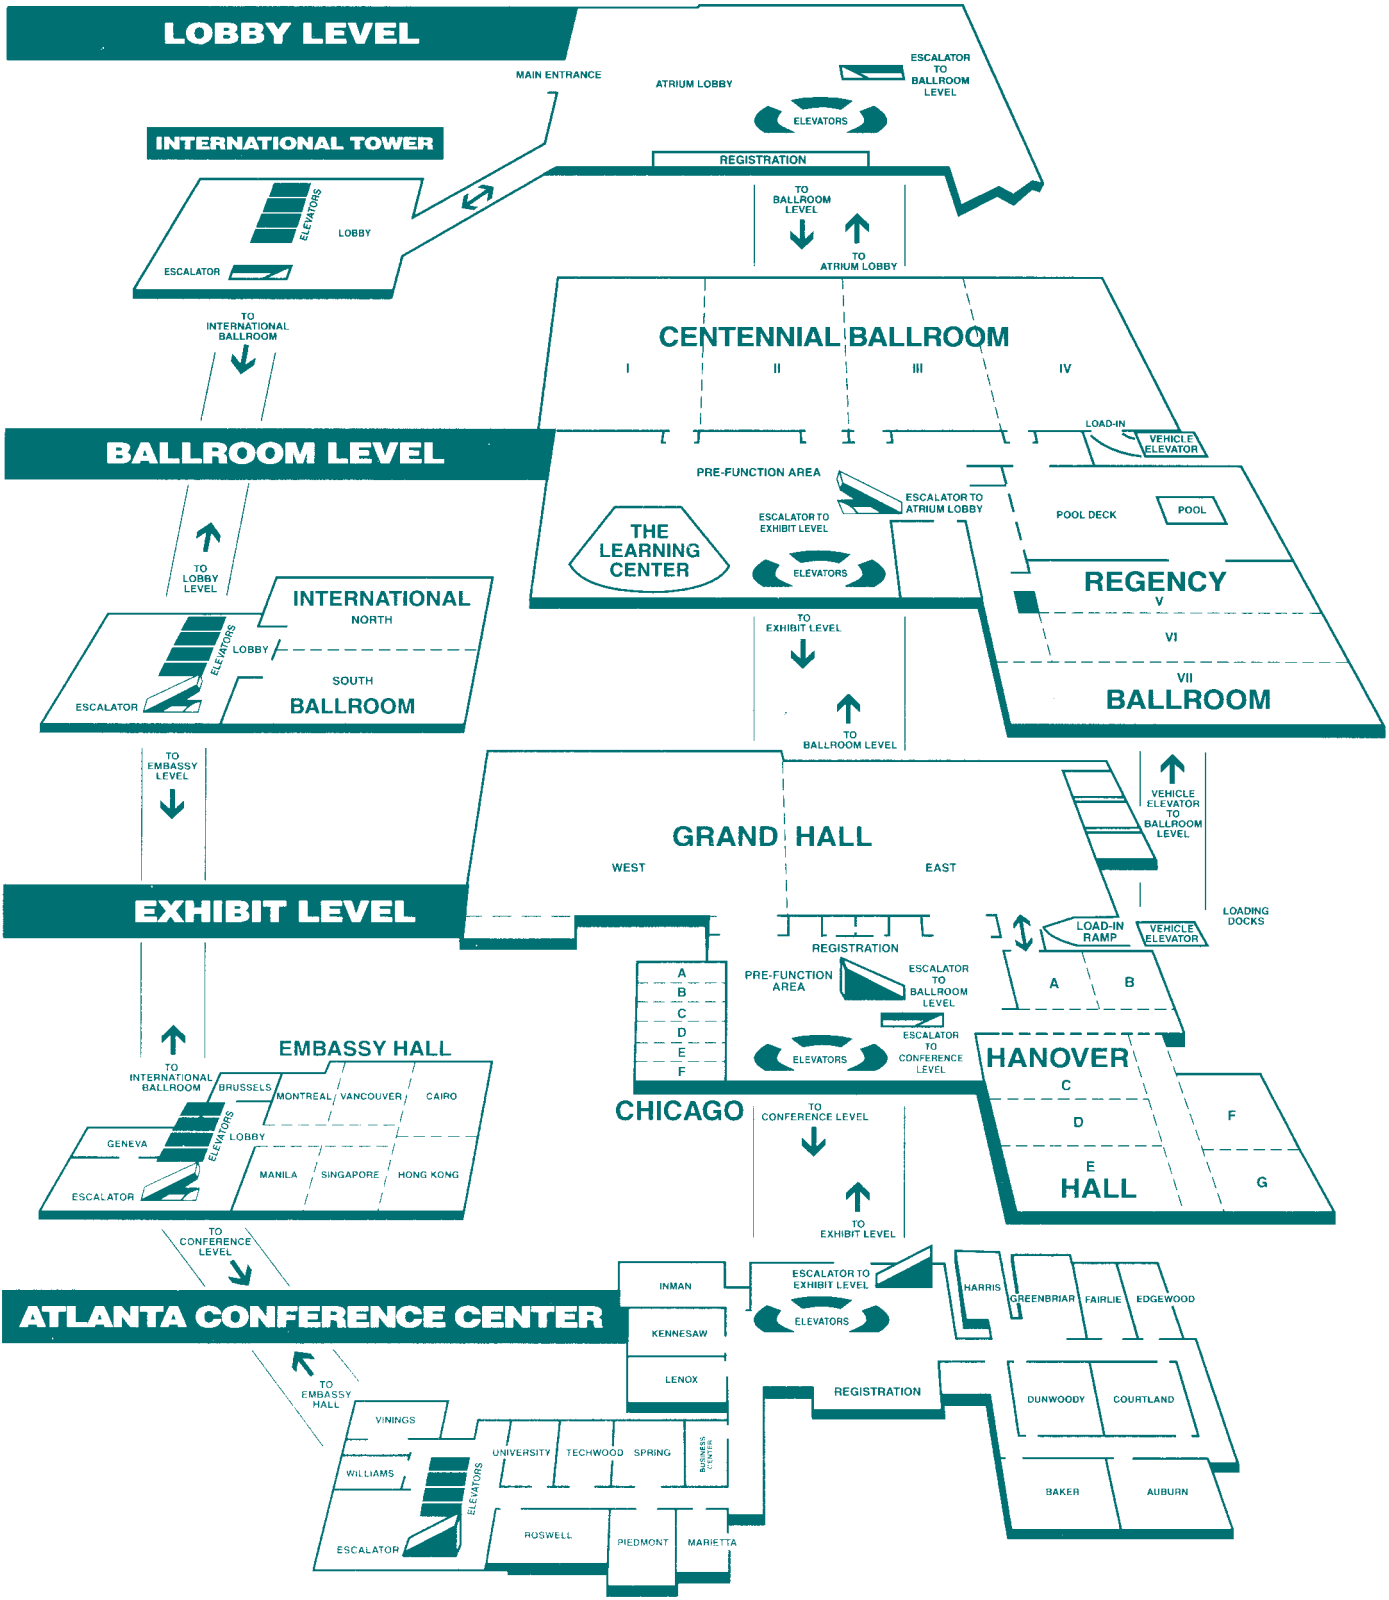 LOBBY LEVEL
MAIN ENTRANCE
ATRIUM LOBBY
ESCALATOR
TO
BALLROOM
LEVEL
ELEVATORS
REGISTRATION
INTERNATIONAL TOWER
ELEVATORS
LOBBY
ESCALATOR
TO
BALLROOM
LEVEL
TO
ATRIUM LOBBY
TO
INTERNATIONAL
BALLROOM
CENTENNIAL BALLROOM
I
II
III
IV
BALLROOM LEVEL
LOAD-IN
VEHICLE
ELEVATOR
PRE-FUNCTION AREA
ESCALATOR TO
ATRIUM LOBBY
ESCALATOR TO
EXHIBIT LEVEL
POOL DECK
POOL
THE
LEARNING
CENTER
ELEVATORS
REGENCY
V
VI
VII
BALLROOM
TO
LOBBY
LEVEL
INTERNATIONAL
NORTH
ELEVATORS
LOBBY
SOUTH
BALLROOM
ESCALATOR
TO
EXHIBIT LEVEL
TO
BALLROOM LEVEL
TO
EMBASSY
LEVEL
VEHICLE
ELEVATOR
TO
BALLROOM
LEVEL
GRAND HALL
WEST
EAST
EXHIBIT LEVEL
LOADING
DOCKS
LOAD-IN
RAMP
VEHICLE
ELEVATOR
REGISTRATION
PRE-FUNCTION
AREA
ESCALATOR
TO
BALLROOM
LEVEL
ESCALATOR
TO
CONFERENCE
LEVEL
ELEVATORS
A
B
C
D
E
F
CHICAGO
A
B
HANOVER
C
D
E
HALL
F
G
TO
INTERNATIONAL
BALLROOM
EMBASSY HALL
BRUSSELS
MONTREAL
VANCOUVER
CAIRO
GENEVA
ELEVATORS
LOBBY
MANILA
SINGAPORE
HONG KONG
ESCALATOR
TO
CONFERENCE LEVEL
TO
EXHIBIT LEVEL
TO
CONFERENCE
LEVEL
ATLANTA CONFERENCE CENTER
INMAN
KENNESAW
LENOX
ESCALATOR TO
EXHIBIT LEVEL
ELEVATORS
HARRIS
GREENBRIAR
FAIRLIE
EDGEWOOD
REGISTRATION
DUNWOODY
COURTLAND
BAKER
AUBURN
TO
EMBASSY
HALL
VININGS
WILLIAMS
ELEVATORS
UNIVERSITY
TECHWOOD
SPRING
BUSINESS
CENTER
ROSWELL
PIEDMONT
MARIETTA
ESCALATOR